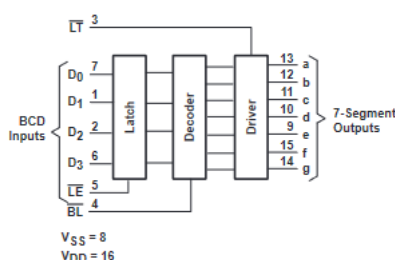 LT 3
BCD Inputs
D0 7
D1 1
D2 2
D3 6
LE 5
BL 4
Latch
Decoder
Driver
13 a
12 b
11 c
10 d
9 e
15 f
14 g
7-Segment Outputs
VSS = 8
VDD = 16